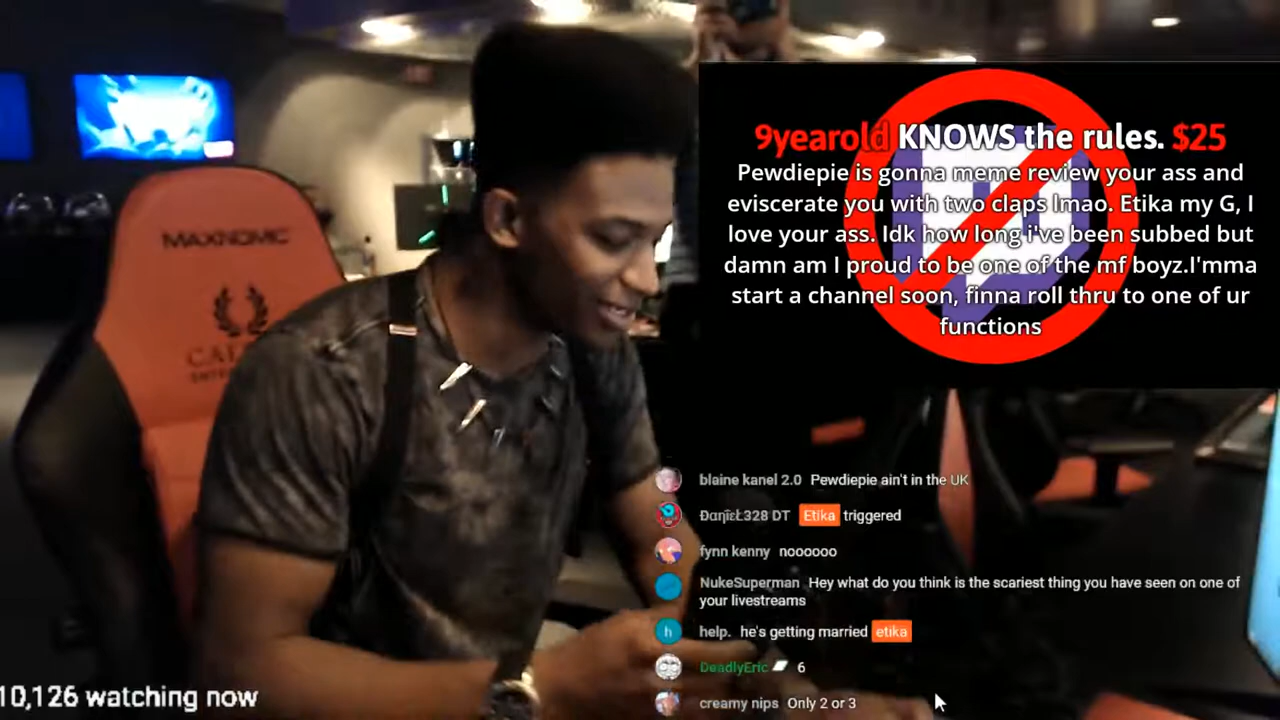 9yearold KNOWS the rules. $25
Pewdiepie is gonna meme review your ass and
eviscerate you with two claps lmao. Etika my G, I
love your ass. Idk how long i've been subbed but
damn am I proud to be one of the mf boyz.I'mma
start a channel soon, finna roll thru to one of ur
functions
MAXNOMIC
blaine kanel 2.0 Pewdiepie ain't in the UK
ĐαηîεŁ328 DT Etika triggered
fynn kenny noooooo
NukeSuperman Hey what do you think is the scariest thing you have seen on one of
your livestreams
h help. he's getting married etika
DeadlyEric 6
creamy nips Only 2 or 3
10,126 watching now